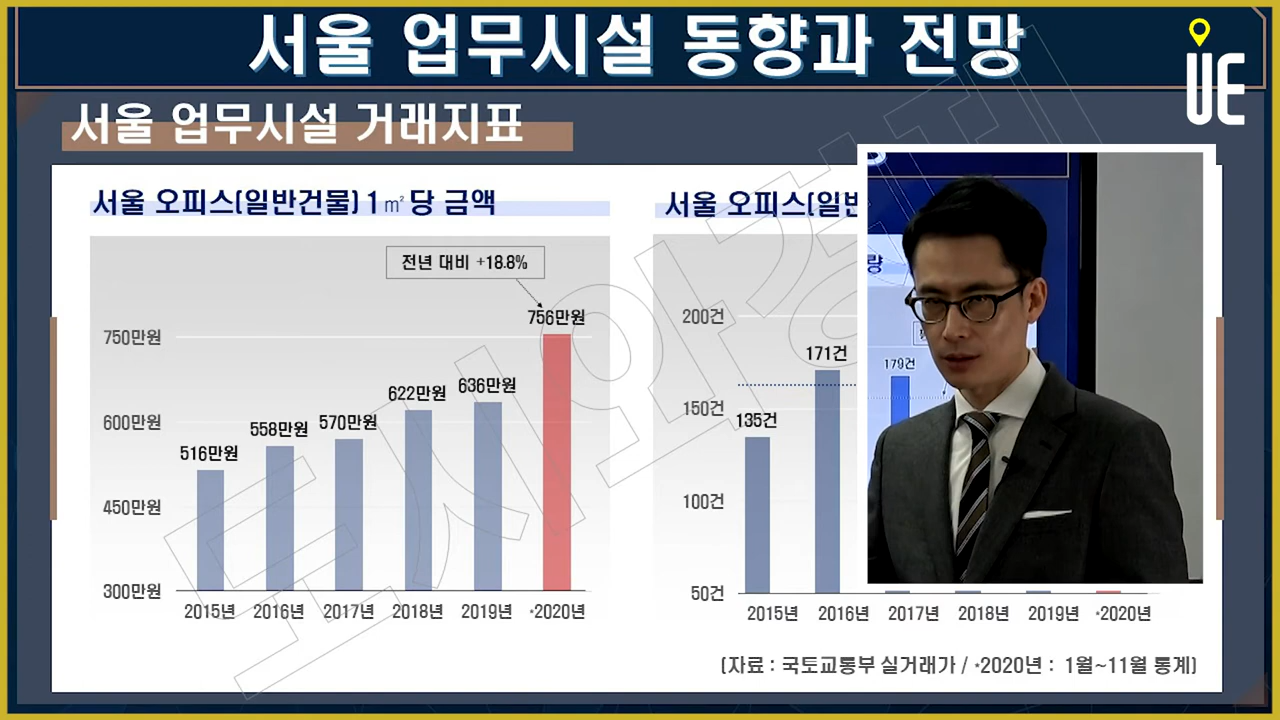 서울 업무시설 동향과 전망
UE
서울 업무시설 거래지표
서울 오피스(일반건물) 1㎡당 금액
전년 대비 +18.8%
750만원
600만원
450만원
300만원
516만원
558만원
570만원
622만원
636만원
756만원
2015년 2016년 2017년 2018년 2019년 *2020년
서울 오피스(일반
200건
150건
100건
50건
135건
171건
2015년 2016년 2017년 2018년 2019년 *2020년
량
179건
(자료 : 국토교통부 실거래가 / *2020년 : 1월~11월 통계)
도시와경제